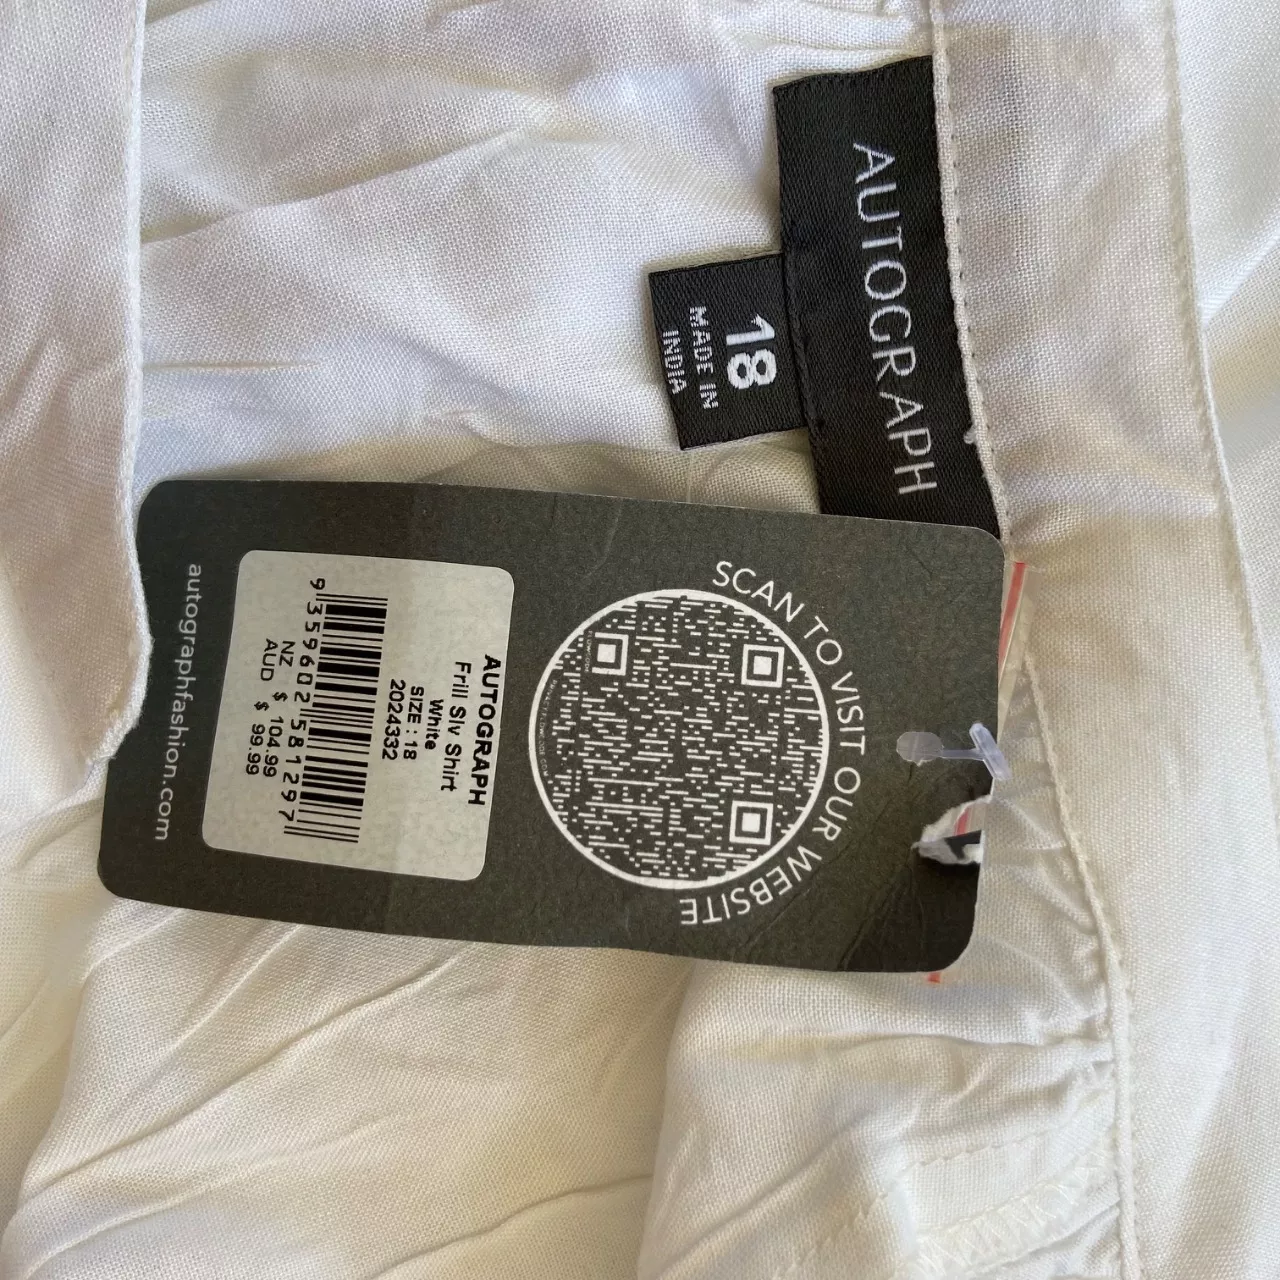 AUTOGRAPH
18
MADE IN
INDIA
SCAN TO VISIT OUR WEBSITE
AUTOGRAPH
Frill Slv Shirt
White
SIZE : 18
2024332
9 359602 581297
NZ $ 104.99
AUD $ 99.99
autographfashion.com